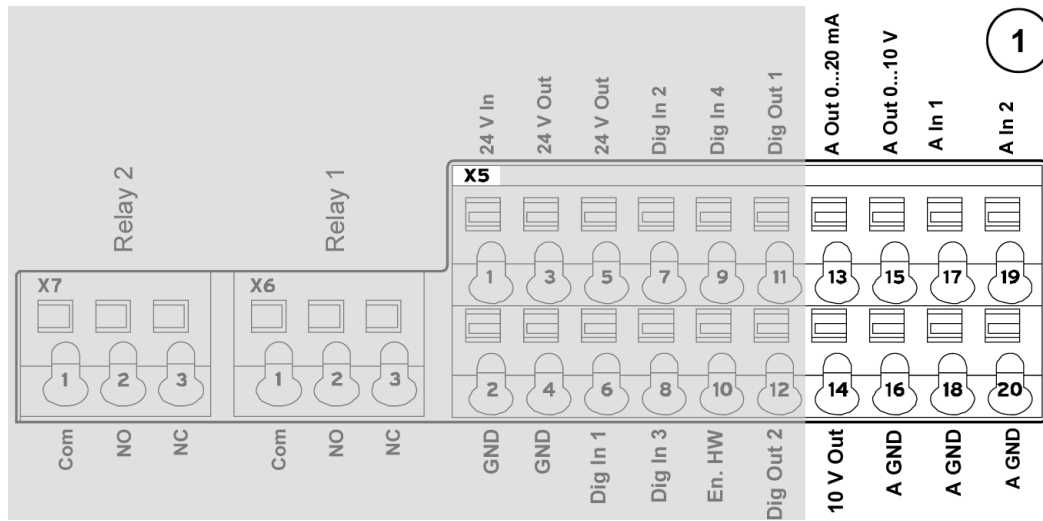 1
24 V In
24 V Out
24 V Out
Dig In 2
Dig In 4
Dig Out 1
A Out 0...20 mA
A Out 0...10 V
A In 1
A In 2
Relay 2
Relay 1
X5
1 3 5 7 9 11 13 15 17 19
X7
X6
1 2 3
1 2 3
2 4 6 8 10 12 14 16 18 20
Com
NO
NC
Com
NO
NC
GND
GND
Dig In 1
Dig In 3
En. HW
Dig Out 2
10 V Out
A GND
A GND
A GND